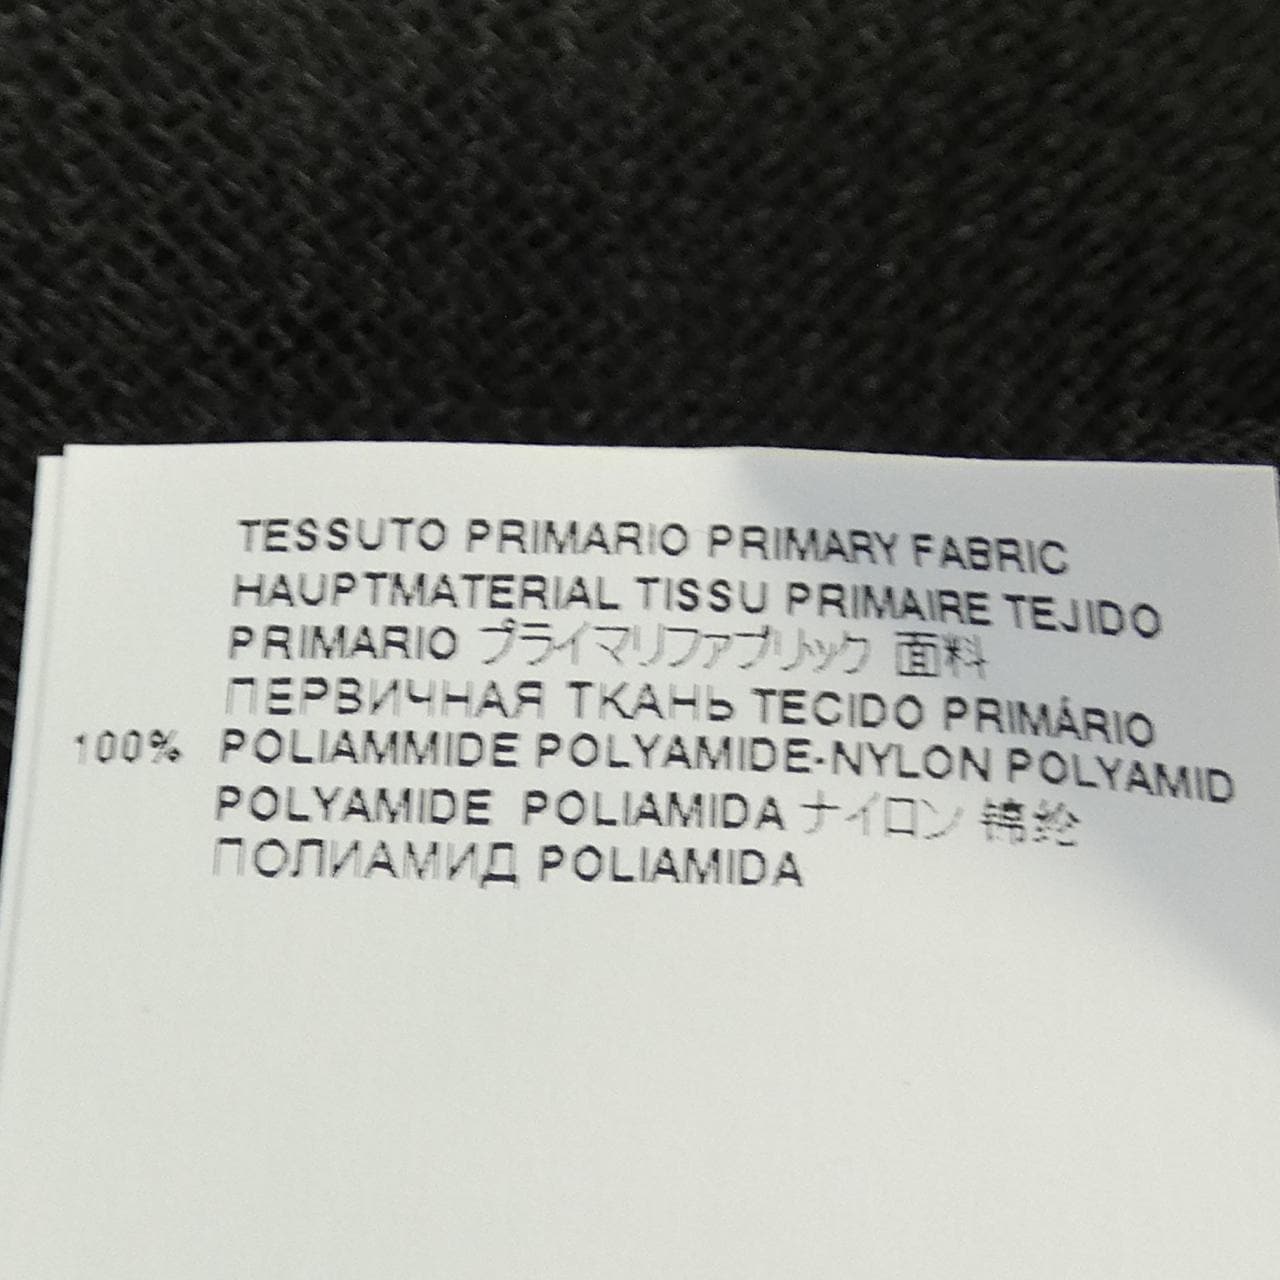 TESSUTO PRIMARIO PRIMARY FABRIC
HAUPTMATERIAL TISSU PRIMAIRE TEJIDO
PRIMARIO プライマリファブリック 面料
ПЕРВИЧНАЯ ТКАНЬ TECIDO PRIMÁRIO
100% POLIAMMIDE POLYAMIDE-NYLON POLYAMID
POLYAMIDE POLIAMIDA ナイロン 锦纶
ПОЛИАМИД POLIAMIDA